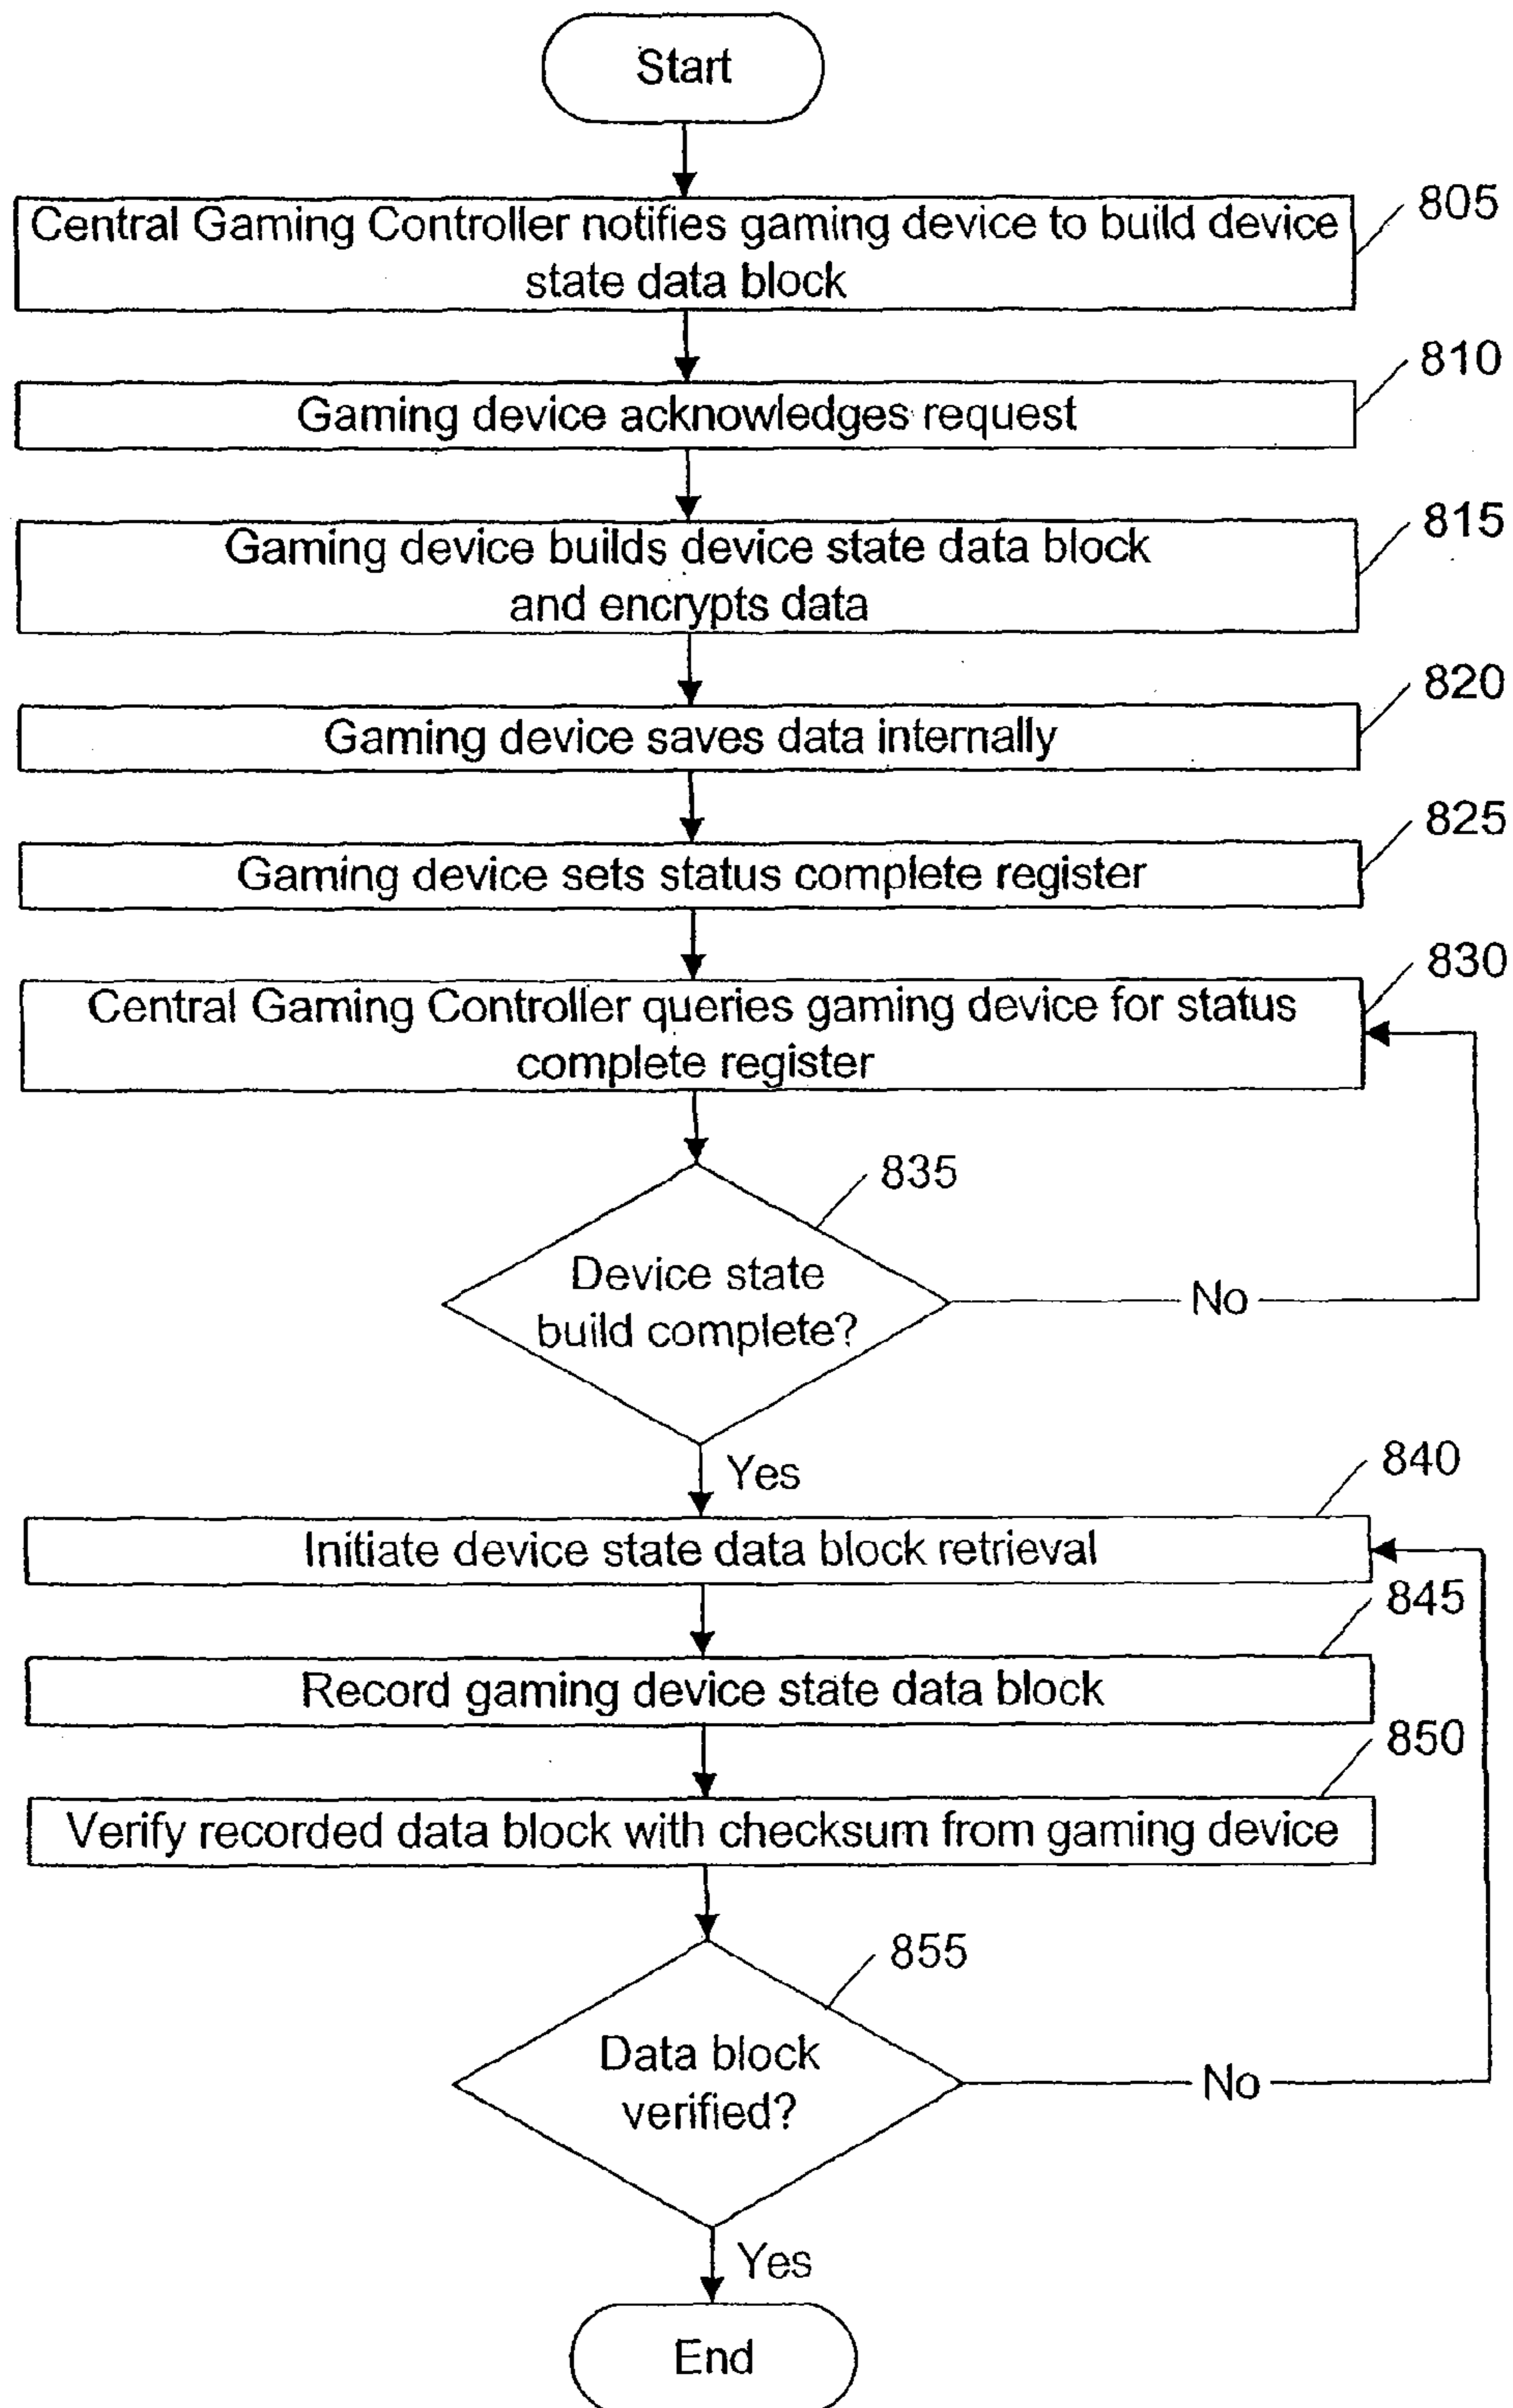 Start
Central Gaming Controller notifies gaming device to build device
state data block
805
Gaming device acknowledges request
810
Gaming device builds device state data block
and encrypts data
815
Gaming device saves data internally
820
Gaming device sets status complete register
825
Central Gaming Controller queries gaming device for status
complete register
830
Device state
build complete?
835
No
Yes
Initiate device state data block retrieval
840
Record gaming device state data block
845
Verify recorded data block with checksum from gaming device
850
Data block
verified?
855
No
Yes
End